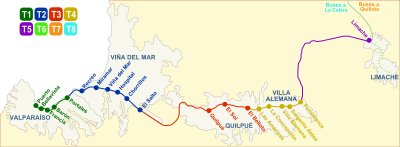 T1 T2 T3 T4
T5 T6 T7 T8
Buses a
La Calera
Buses a
Quillota
Limache
LIMACHE
VIÑA DEL MAR
Recreo
Miramar
Viña del Mar
Hospital
Chorrillos
El Salto
Puerto
Bellavista
Francia
Barón
Portales
VALPARAÍSO
Quilpué
El Sol
El Belloto
QUILPUÉ
VILLA
ALEMANA
Las Américas
La Concepción
Villa Alemana
Sargento Aldea
Peñablanca